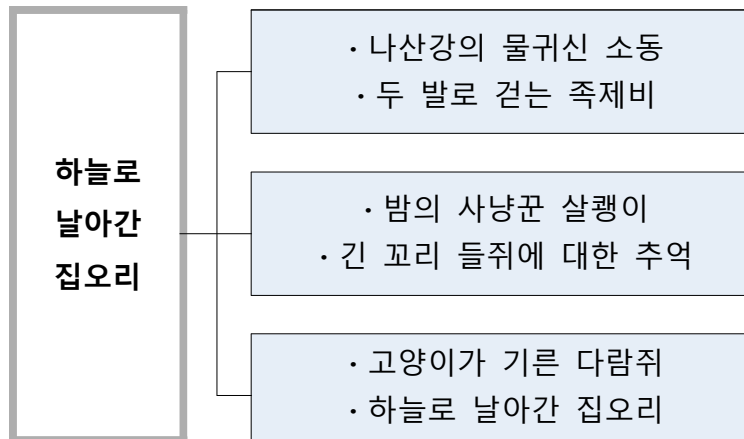 하늘로
날아간
집오리
· 나산강의 물귀신 소동
· 두 발로 걷는 족제비
· 밤의 사냥꾼 살쾡이
· 긴 꼬리 들쥐에 대한 추억
· 고양이가 기른 다람쥐
· 하늘로 날아간 집오리